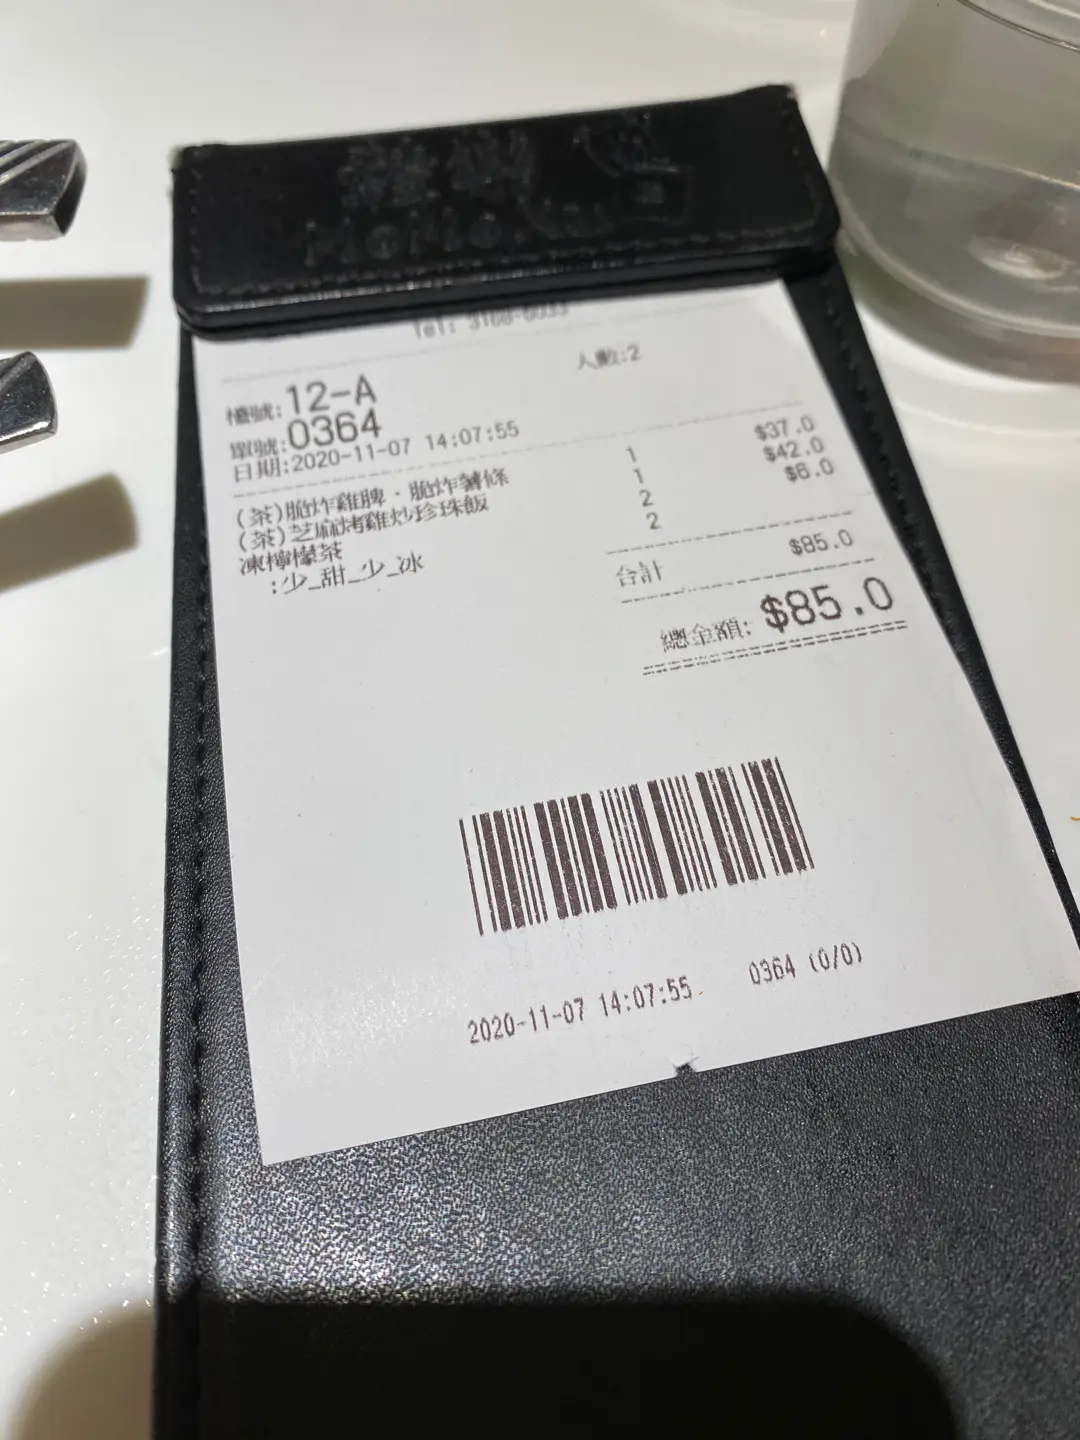 Tel: 3188-6033
人數:2
檯號:12-A
單號:0364
日期:2020-11-07 14:07:55
(茶)脆炸雞脾．脆炸薯條 1 $37.0
(茶)芝麻烤雞炒珍珠飯 1 $42.0
凍檸檬茶 2 $6.0
:少_甜_少_冰 2
合計 $85.0
總金額: $85.0
2020-11-07 14:07:55 0364 (0/0)